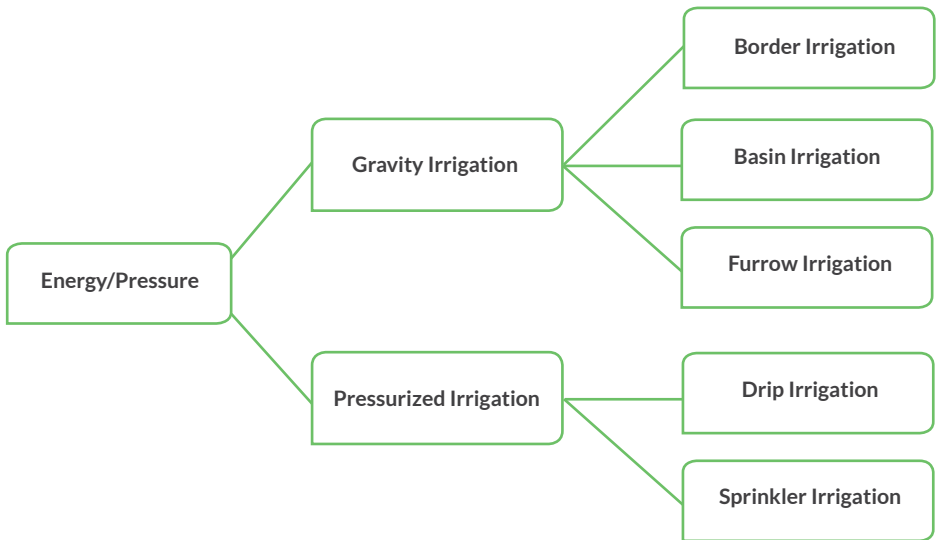 Border Irrigation
Basin Irrigation
Gravity Irrigation
Furrow Irrigation
Energy/Pressure
Drip Irrigation
Pressurized Irrigation
Sprinkler Irrigation